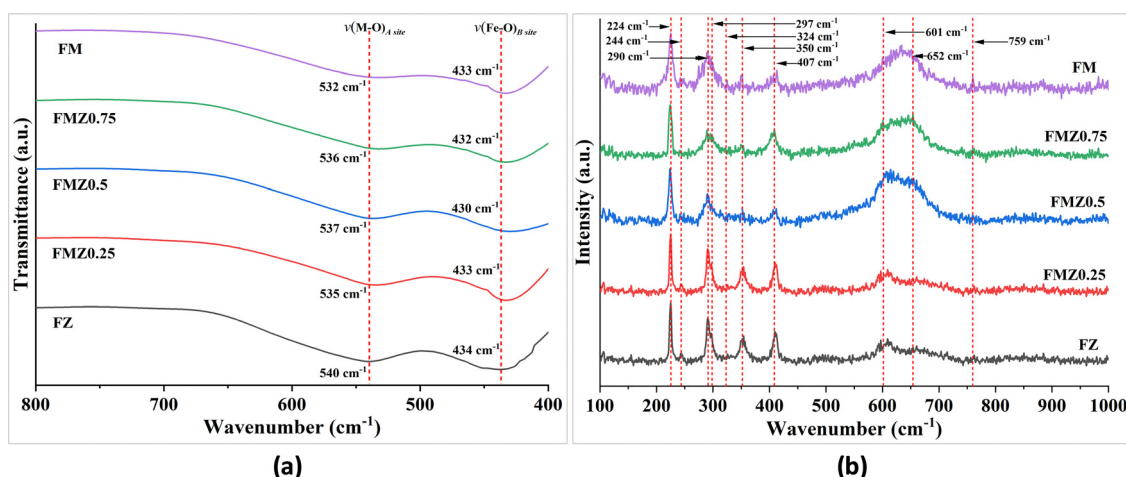 ν(M-O)A site
ν(Fe-O)B site
FM
433 cm-1
532 cm-1
FMZ0.75
432 cm-1
536 cm-1
FMZ0.5
430 cm-1
537 cm-1
FMZ0.25
433 cm-1
535 cm-1
FZ
434 cm-1
540 cm-1
Transmittance (a.u.)
800
700
600
500
400
Wavenumber (cm-1)
(a)
224 cm-1
244 cm-1
290 cm-1
297 cm-1
324 cm-1
350 cm-1
407 cm-1
601 cm-1
652 cm-1
759 cm-1
FM
FMZ0.75
FMZ0.5
FMZ0.25
FZ
Intensity (a.u.)
100
200
300
400
500
600
700
800
900
1000
Wavenumber (cm-1)
(b)